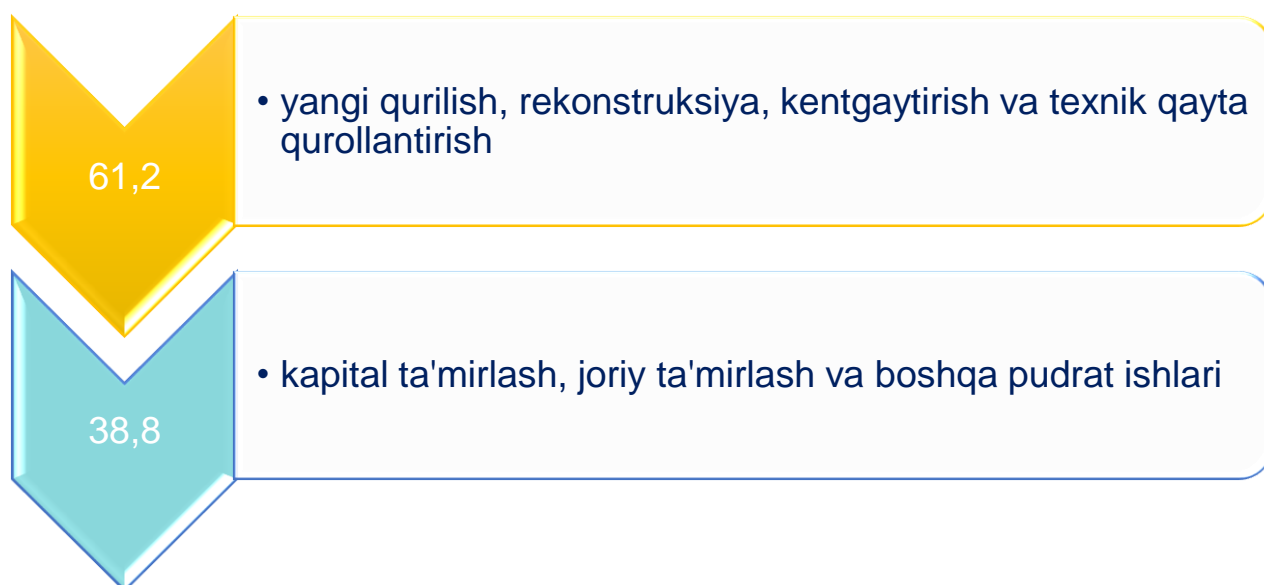 61,2
• yangi qurilish, rekonstruksiya, kentgaytirish va texnik qayta
qurollantirish
38,8
• kapital ta'mirlash, joriy ta'mirlash va boshqa pudrat ishlari